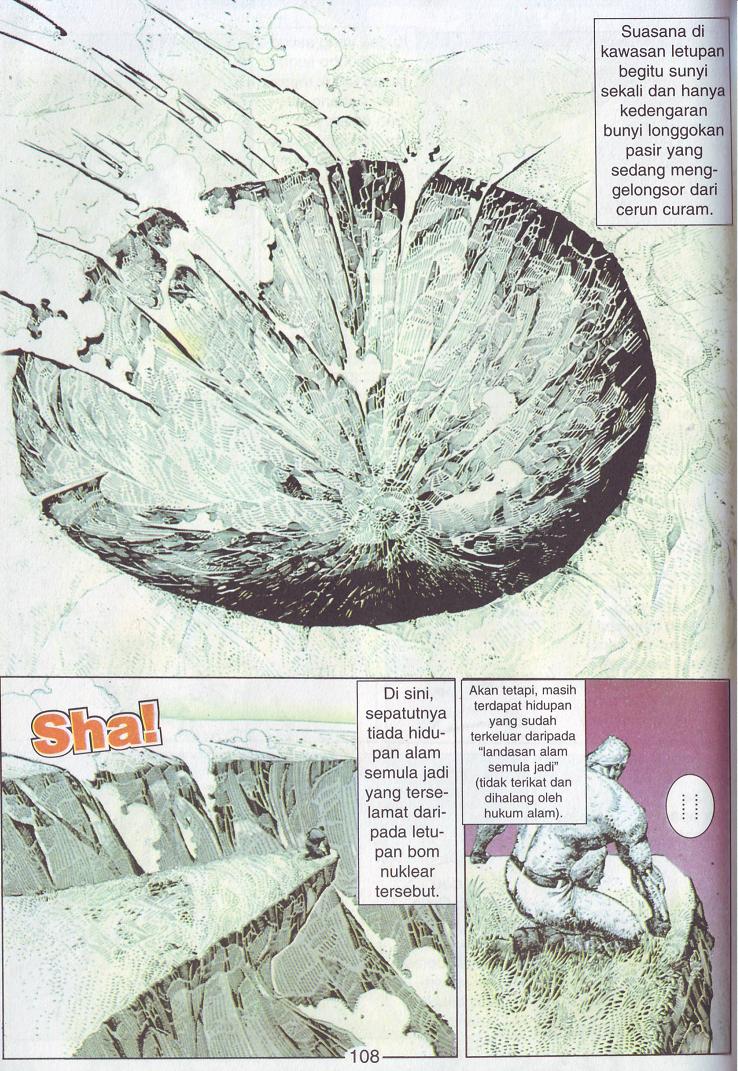 Suasana di
kawasan letupan
begitu sunyi
sekali dan hanya
kedengaran
bunyi longgokan
pasir yang
sedang meng-
gelongsor dari
cerun curam.
Sha!
Di sini,
sepatutnya
tiada hidu-
pan alam
semula jadi
yang terse-
lamat dari-
pada letu-
pan bom
nuklear
tersebut.
Akan tetapi, masih
terdapat hidupan
yang sudah
terkeluar daripada
“landasan alam
semula jadi”
(tidak terikat dan
dihalang oleh
hukum alam).
......
108